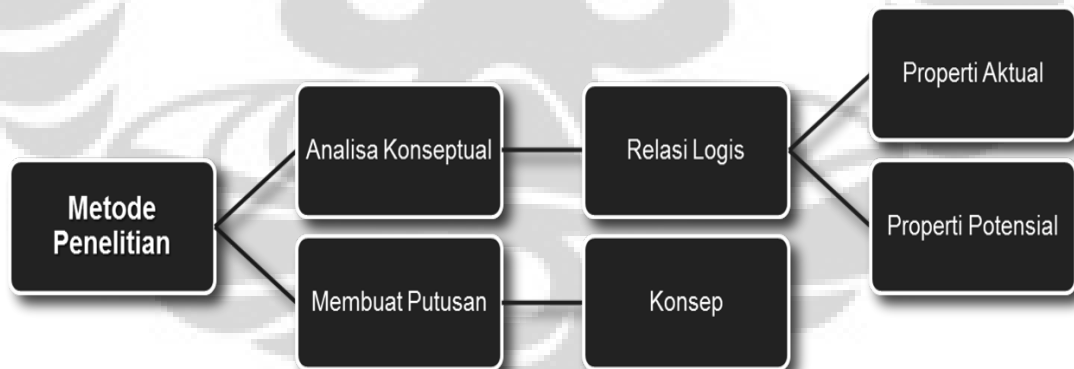 Metode
Penelitian
Analisa Konseptual
Membuat Putusan
Relasi Logis
Konsep
Properti Aktual
Properti Potensial